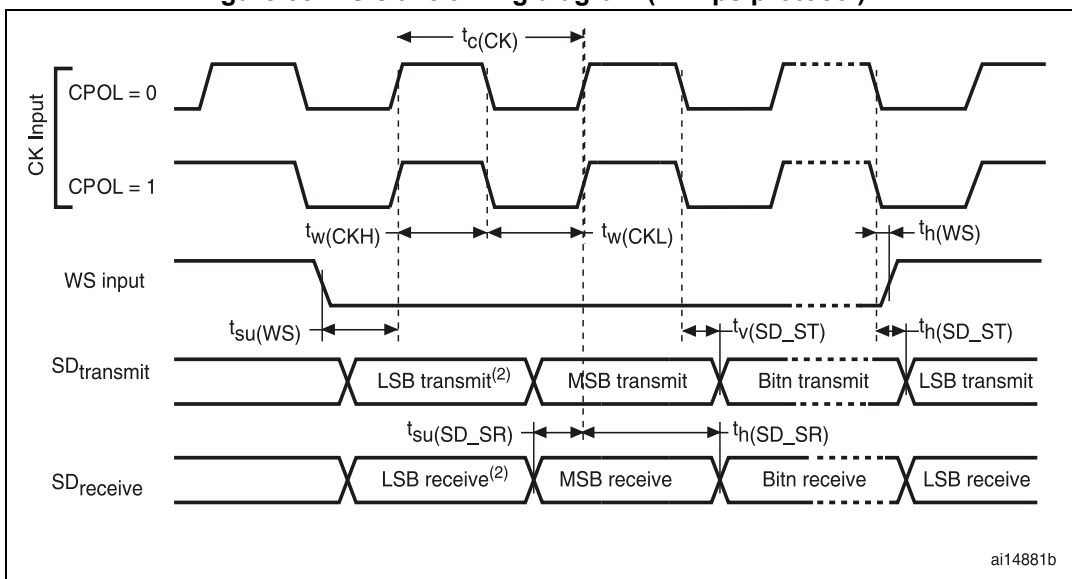 tc(CK)
CK Input
CPOL = 0
CPOL = 1
tw(CKH)
tw(CKL)
th(WS)
WS input
tsu(WS)
tv(SD_ST)
th(SD_ST)
SDtransmit
LSB transmit(2)
MSB transmit
Bitn transmit
LSB transmit
tsu(SD_SR)
th(SD_SR)
SDreceive
LSB receive(2)
MSB receive
Bitn receive
LSB receive
ai14881b